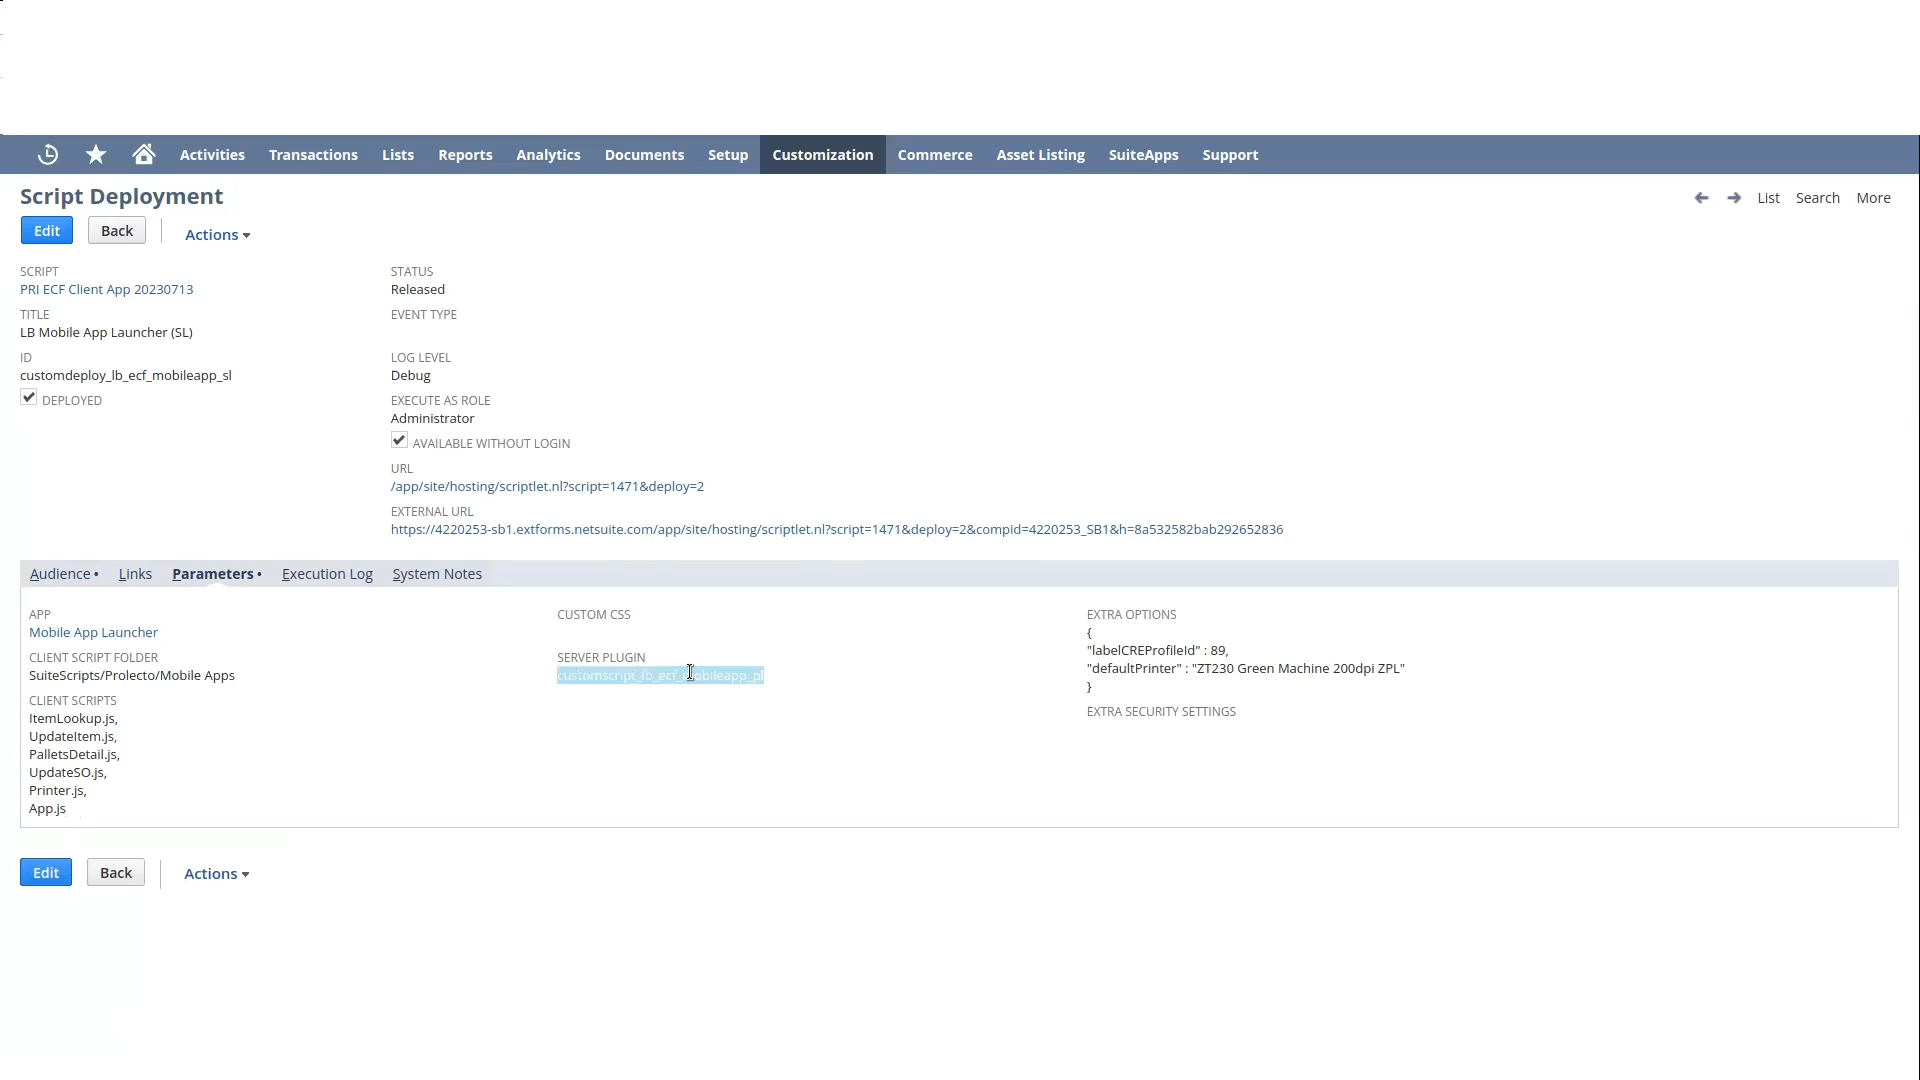 Activities Transactions Lists Reports Analytics Documents Setup Customization Commerce Asset Listing SuiteApps Support
Script Deployment
List Search More
Edit Back Actions
SCRIPT
PRI ECF Client App 20230713
TITLE
LB Mobile App Launcher (SL)
ID
customdeploy_lb_ecf_mobileapp_sl
DEPLOYED
STATUS
Released
EVENT TYPE
LOG LEVEL
Debug
EXECUTE AS ROLE
Administrator
AVAILABLE WITHOUT LOGIN
URL
/app/site/hosting/scriptlet.nl?script=1471&deploy=2
EXTERNAL URL
https://4220253-sb1.extforms.netsuite.com/app/site/hosting/scriptlet.nl?script=1471&deploy=2&compid=4220253_SB1&h=8a532582bab292652836
Audience • Links Parameters • Execution Log System Notes
APP
Mobile App Launcher
CLIENT SCRIPT FOLDER
SuiteScripts/Prolecto/Mobile Apps
CLIENT SCRIPTS
ItemLookup.js,
UpdateItem.js,
PalletsDetail.js,
UpdateSO.js,
Printer.js,
App.js
CUSTOM CSS
SERVER PLUGIN
customscript_lb_ecf_mobileapp_pl
EXTRA OPTIONS
{
"labelCREProfileId" : 89,
"defaultPrinter" : "ZT230 Green Machine 200dpi ZPL"
}
EXTRA SECURITY SETTINGS
Edit Back Actions